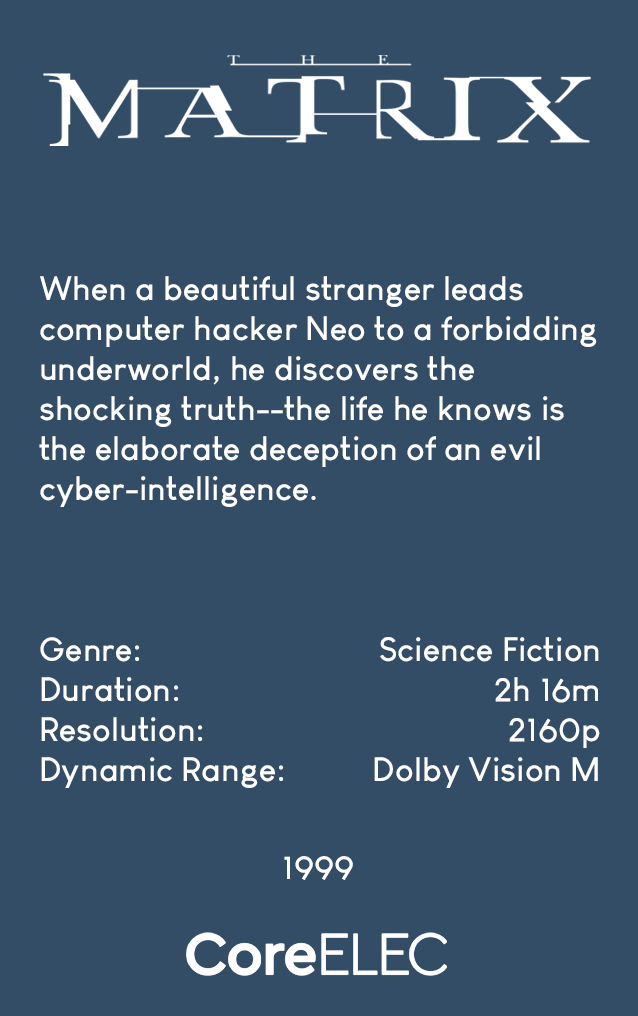 THE
MATRIX
When a beautiful stranger leads
computer hacker Neo to a forbidding
underworld, he discovers the
shocking truth--the life he knows is
the elaborate deception of an evil
cyber-intelligence.
Genre: Science Fiction
Duration: 2h 16m
Resolution: 2160p
Dynamic Range: Dolby Vision M
1999
CoreELEC